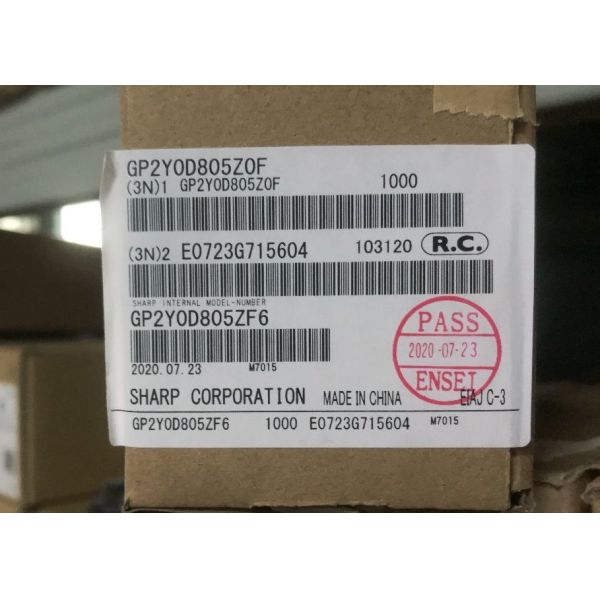 GP2Y0D805Z0F
(3N)1 GP2Y0D805Z0F 1000
(3N)2 E0723G715604 103120 R.C.
SHARP INTERNAL MODEL-NUMBER
GP2Y0D805ZF6
2020.07.23 M7015
PASS
2020-07-23
ENSEI
SHARP CORPORATION MADE IN CHINA EIAJ C-3
GP2Y0D805ZF6 1000 E0723G715604 M7015